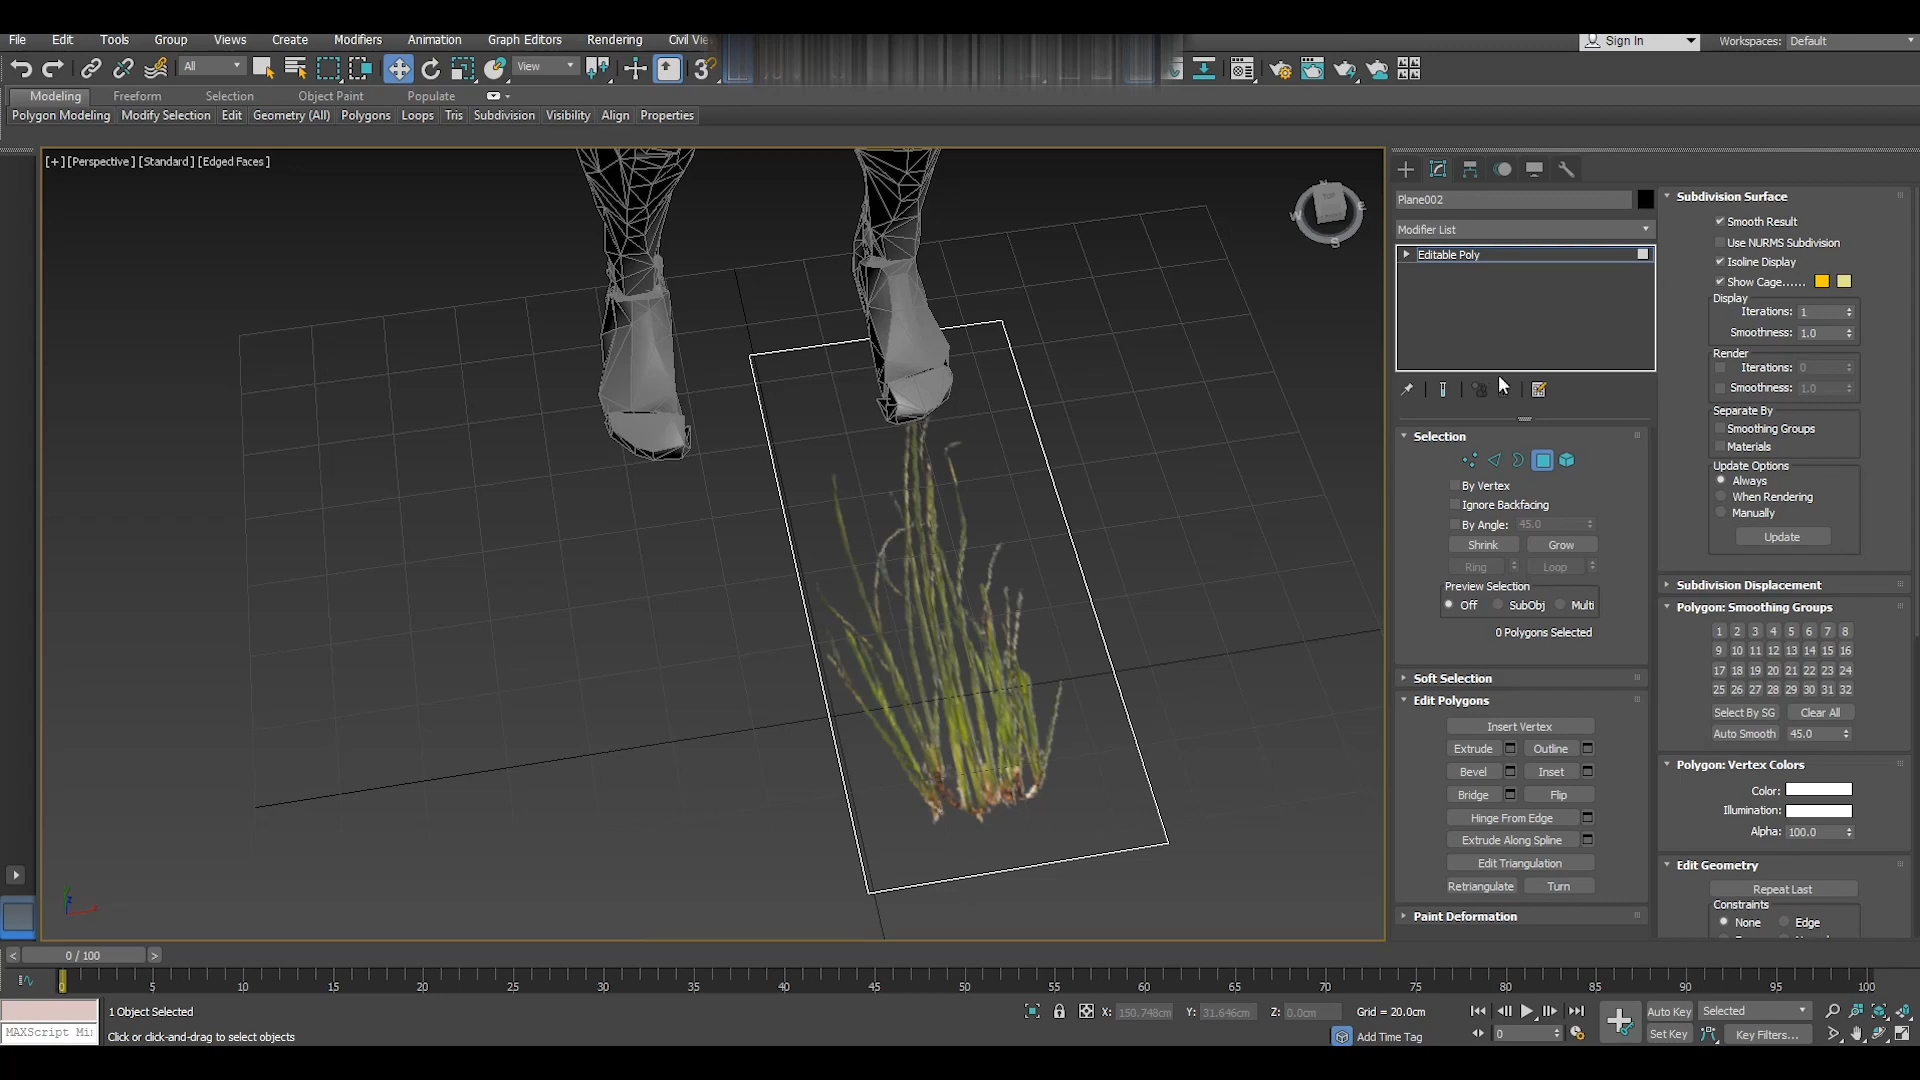 File Edit Tools Group Views Create Modifiers Animation Graph Editors Rendering Civil Vie
Sign In Workspaces: Default
All View
Modeling Freeform Selection Object Paint Populate
Polygon Modeling Modify Selection Edit Geometry (All) Polygons Loops Tris Subdivision Visibility Align Properties
[+] [Perspective ] [Standard ] [Edged Faces ]
W N E S
Plane002
Modifier List
Editable Poly
Selection
By Vertex
Ignore Backfacing
By Angle: 45.0
Shrink Grow
Ring Loop
Preview Selection
Off SubObj Multi
0 Polygons Selected
Soft Selection
Edit Polygons
Insert Vertex
Extrude Outline
Bevel Inset
Bridge Flip
Hinge From Edge
Extrude Along Spline
Edit Triangulation
Retriangulate Turn
Paint Deformation
Subdivision Surface
Smooth Result
Use NURMS Subdivision
Isoline Display
Show Cage......
Display
Iterations: 1
Smoothness: 1.0
Render
Iterations: 0
Smoothness: 1.0
Separate By
Smoothing Groups
Materials
Update Options
Always
When Rendering
Manually
Update
Subdivision Displacement
Polygon: Smoothing Groups
1 2 3 4 5 6 7 8
9 10 11 12 13 14 15 16
17 18 19 20 21 22 23 24
25 26 27 28 29 30 31 32
Select By SG Clear All
Auto Smooth 45.0
Polygon: Vertex Colors
Color:
Illumination:
Alpha: 100.0
Edit Geometry
Repeat Last
Constraints
None Edge
z x
< 0 / 100 >
0 5 10 15 20 25 30 35 40 45 50 55 60 65 70 75 80 85 90 95 100
1 Object Selected
X: 150.748cm Y: 31.646cm Z: 0.0cm Grid = 20.0cm
Auto Key Selected
MAXScript Mi
Click or click-and-drag to select objects
Add Time Tag
0
Set Key Key Filters...